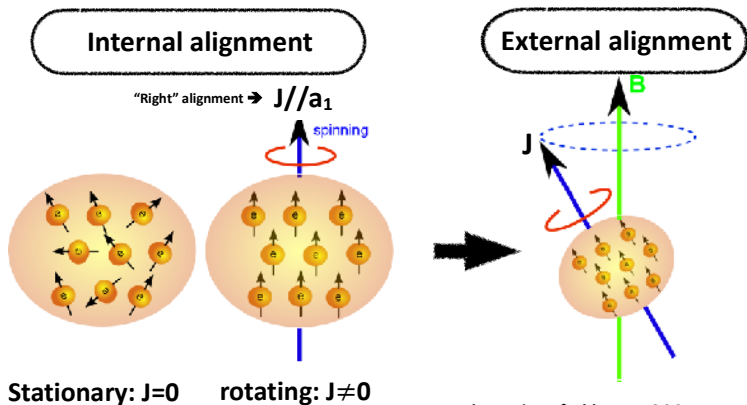 Internal alignment
External alignment
"Right" alignment ➔ J//a₁
B
spinning
J
Stationary: J=0
rotating: J≠0